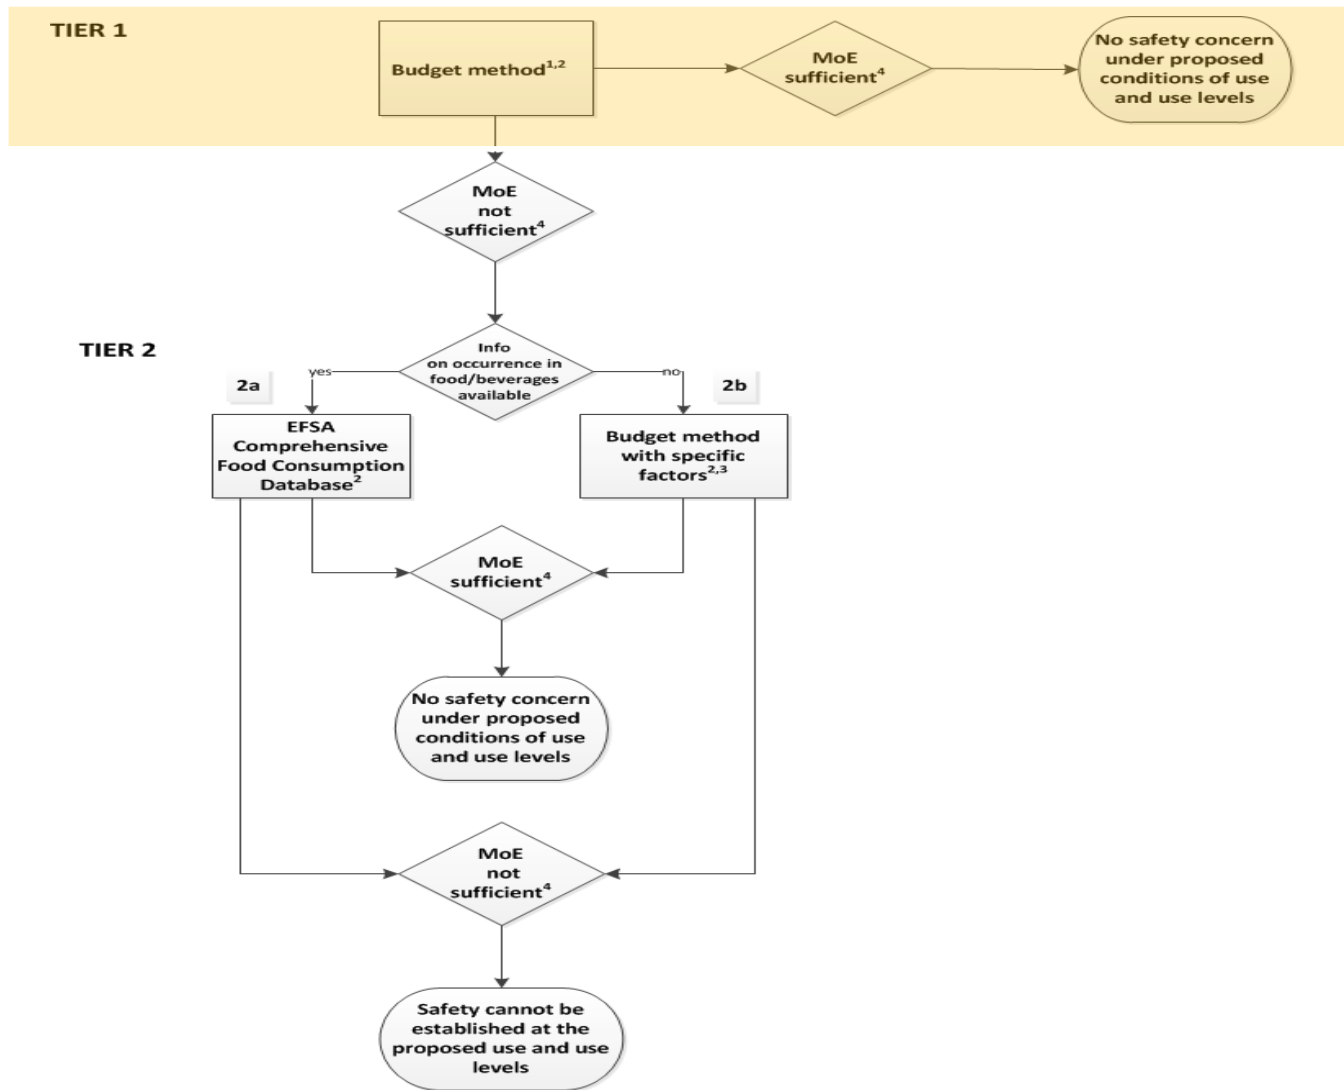 TIER 1
Budget method1,2
MoE
sufficient4
No safety concern
under proposed
conditions of use
and use levels
MoE
not
sufficient4
TIER 2
Info
on occurrence in
food/beverages
available
yes
no
2a
2b
EFSA
Comprehensive
Food Consumption
Database2
Budget method
with specific
factors2,3
MoE
sufficient4
No safety concern
under proposed
conditions of use
and use levels
MoE
not
sufficient4
Safety cannot be
established at the
proposed use and use
levels